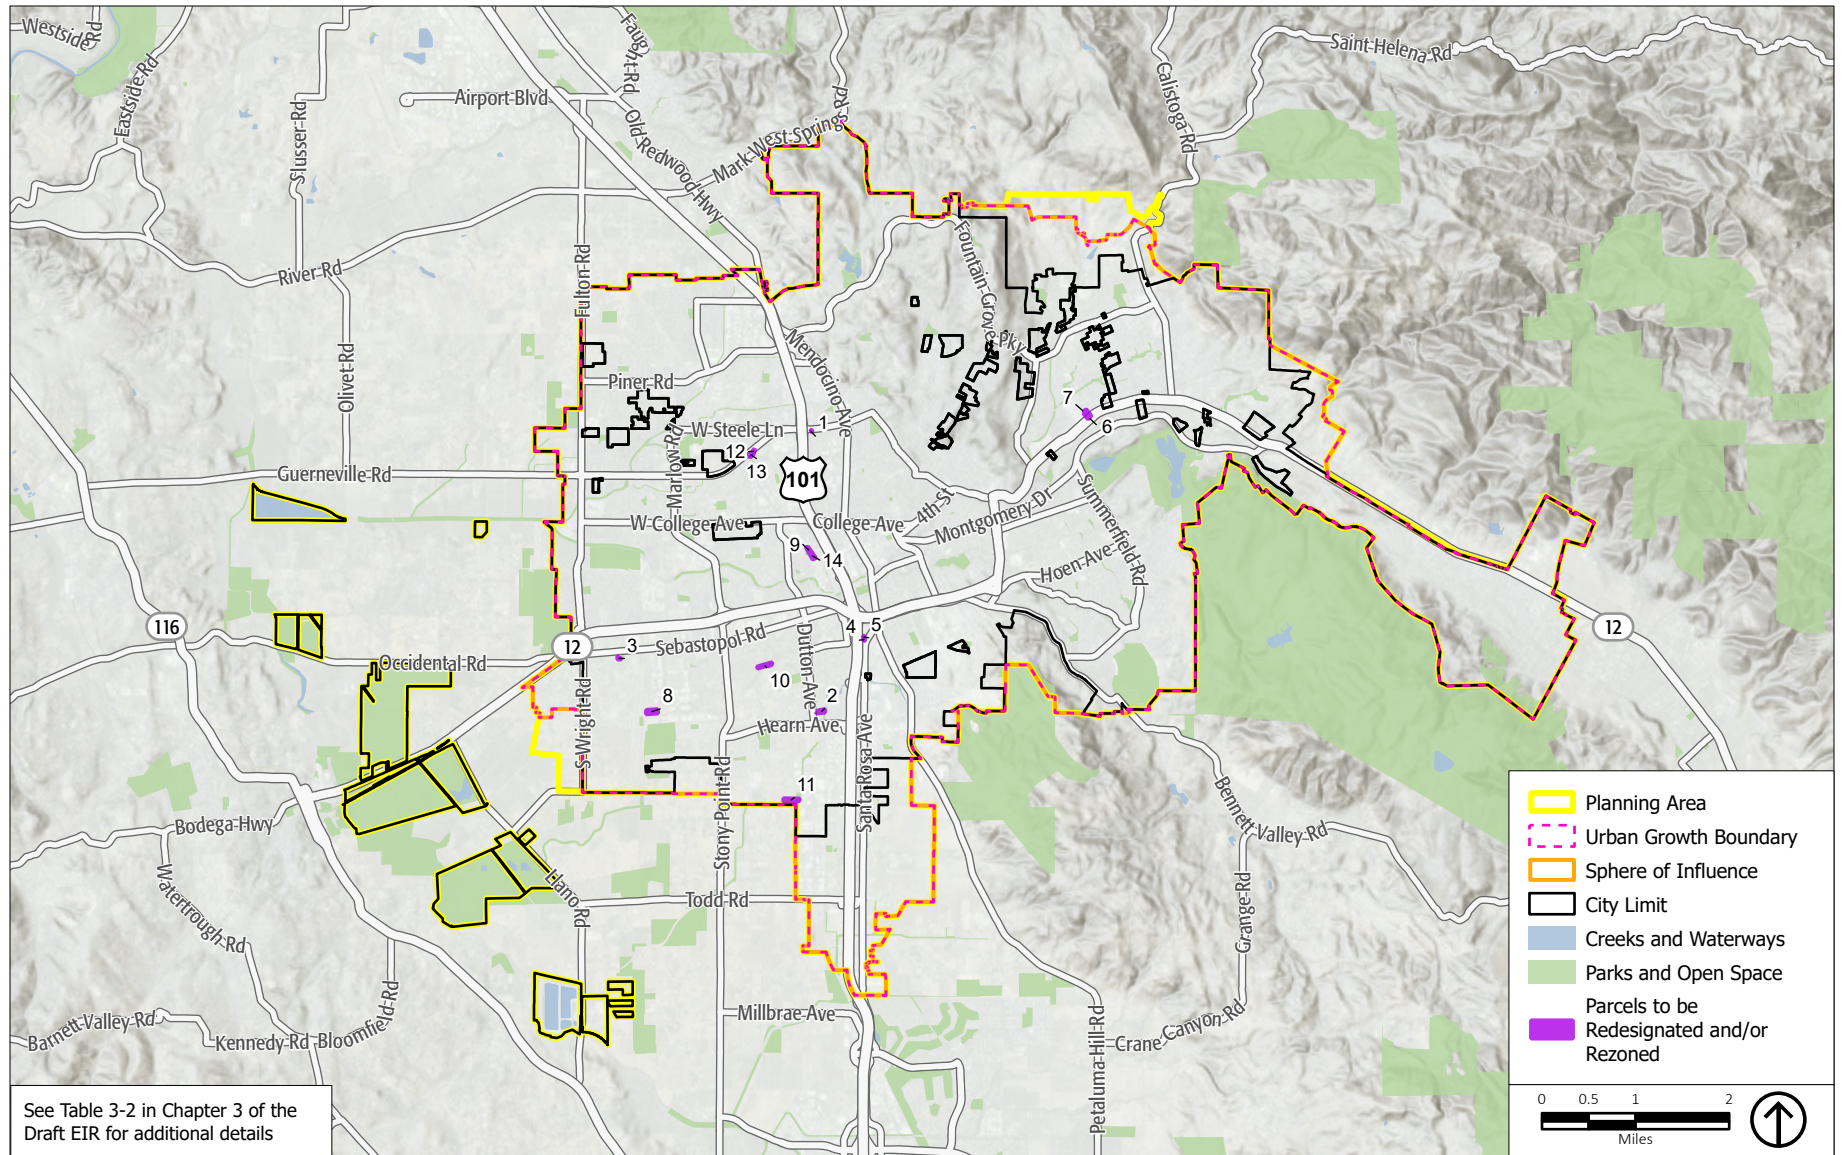 Westside Rd
Eastside-Rd
Slusser-Rd
Airport Blvd
Faught-Rd
Old-Redwood-Hwy
Mark-West-Springs-Rd
Calistoga-Rd
Saint-Helena-Rd
River-Rd
Fulton-Rd
Olivet-Rd
Piner-Rd
Mendocino-Ave
Fountain-Grove-Pky
W Steele-Ln
1
7
6
12
13
Marlow-Rd
Guerneville-Rd
101
W-College-Ave
College-Ave
4th-St
Montgomery-Dr
Summerfield-Rd
Hoen-Ave
9
14
116
12
Occidental-Rd
3
Sebastopol-Rd
4
5
12
Dutton-Ave
10
8
2
Hearn-Ave
S-Wright-Rd
Stony-Point-Rd
Santa-Rosa-Ave
11
Bennett-Valley-Rd
Bodega-Hwy
Watertrough-Rd
Llano-Rd
Todd-Rd
Grange-Rd
Barnett-Valley-Rd
Kennedy-Rd
Bloomfield-Rd
Millbrae-Ave
Petaluma-Hill-Rd
Crane-Canyon-Rd
Planning Area
Urban Growth Boundary
Sphere of Influence
City Limit
Creeks and Waterways
Parks and Open Space
Parcels to be
Redesignated and/or
Rezoned
0 0.5 1 2
Miles
See Table 3-2 in Chapter 3 of the
Draft EIR for additional details